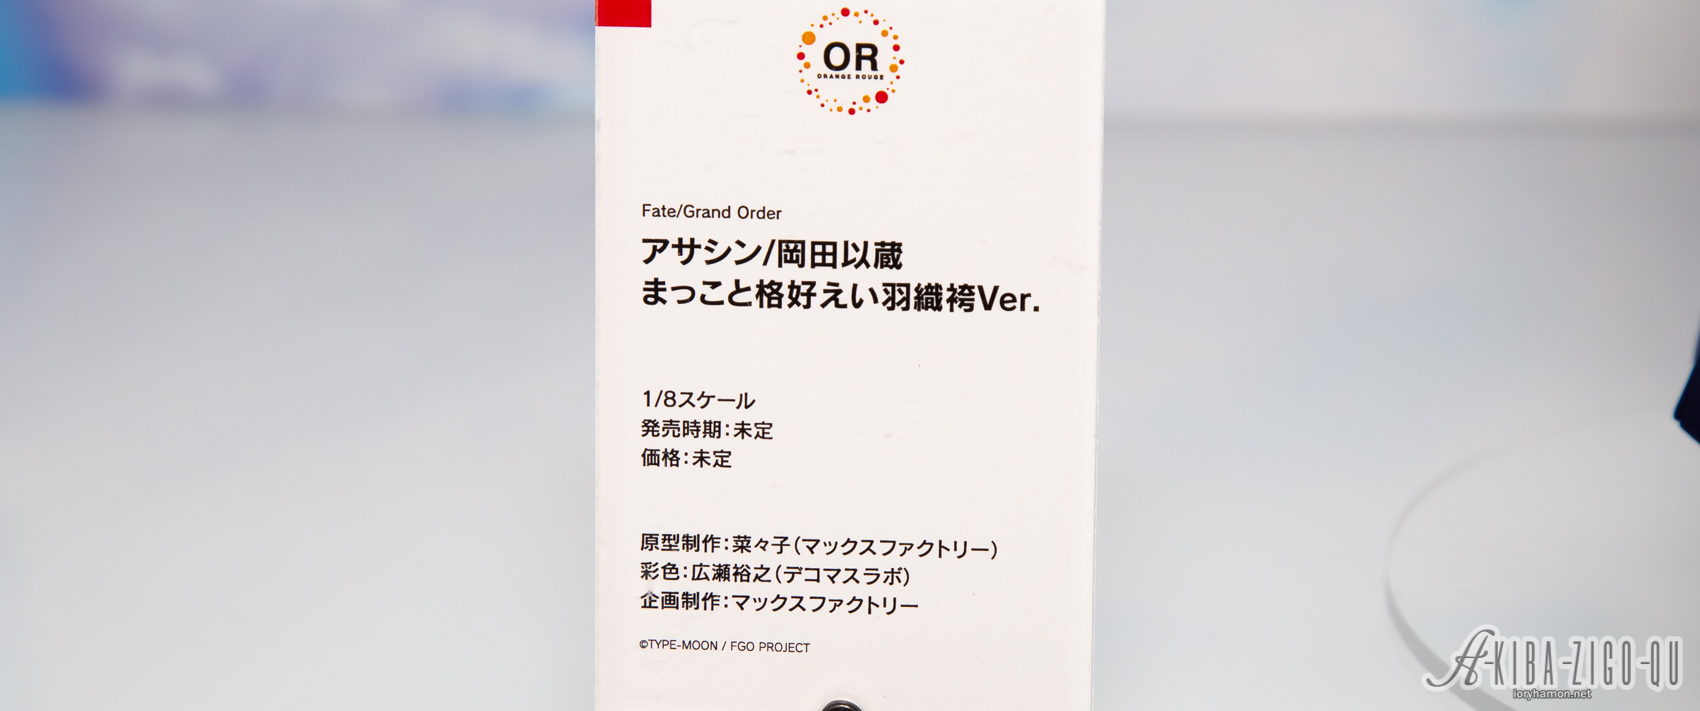 OR
ORANGE ROUGE
Fate/Grand Order
アサシン/岡田以蔵
まっこと格好えい羽織袴Ver.
1/8スケール
発売時期：未定
価格：未定
原型制作：菜々子（マックスファクトリー）
彩色：広瀬裕之（デコマスラボ）
企画制作：マックスファクトリー
©TYPE-MOON / FGO PROJECT
A-KIBA-ZIGO-QU
ioryhamon.net